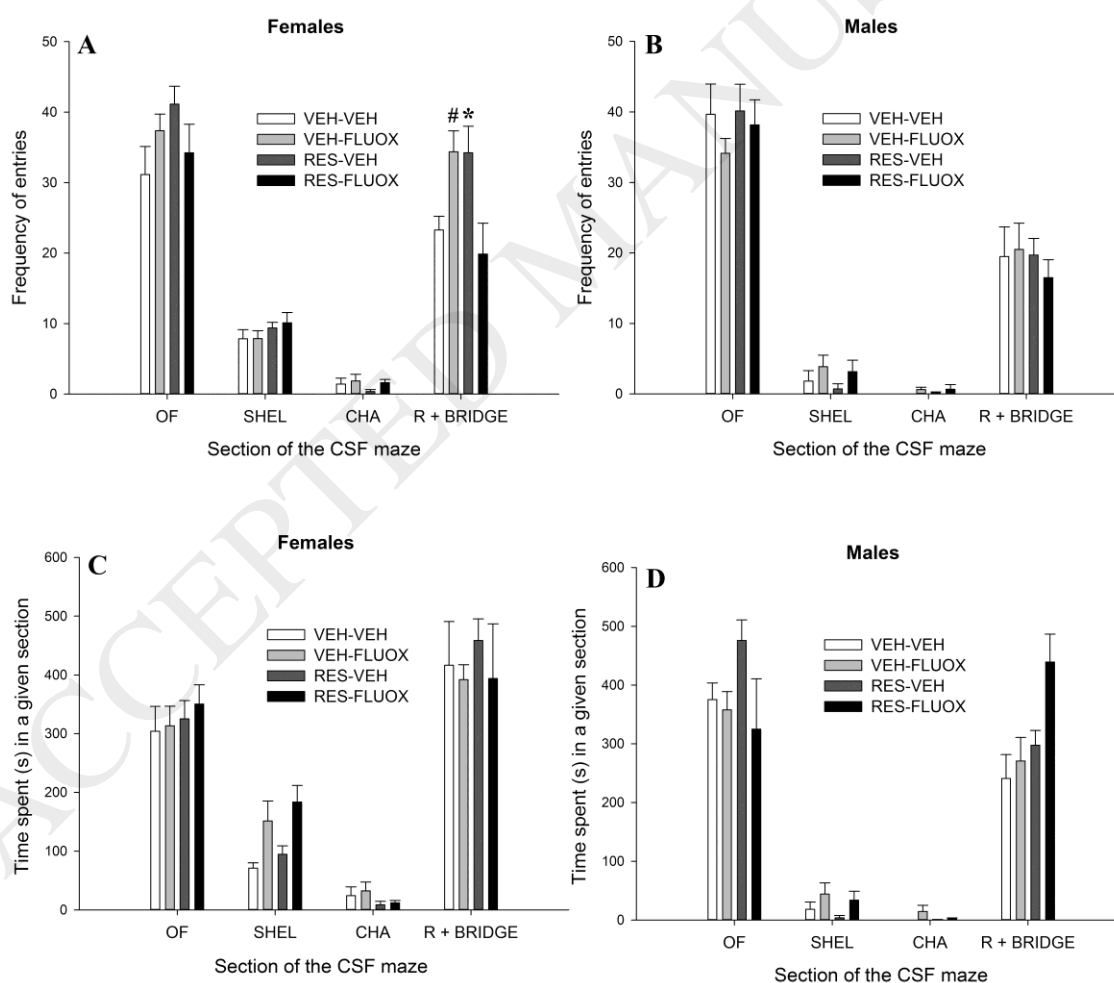 A
Females
50
40
30
20
10
0
Frequency of entries
VEH-VEH
VEH-FLUOX
RES-VEH
RES-FLUOX
# *
OF SHEL CHA R + BRIDGE
Section of the CSF maze
B
Males
50
40
30
20
10
0
Frequency of entries
VEH-VEH
VEH-FLUOX
RES-VEH
RES-FLUOX
OF SHEL CHA R + BRIDGE
Section of the CSF maze
C
Females
600
500
400
300
200
100
0
Time spent (s) in a given section
VEH-VEH
VEH-FLUOX
RES-VEH
RES-FLUOX
OF SHEL CHA R + BRIDGE
Section of the CSF maze
D
Males
600
500
400
300
200
100
0
Time spent (s) in a given section
VEH-VEH
VEH-FLUOX
RES-VEH
RES-FLUOX
OF SHEL CHA R + BRIDGE
Section of the CSF maze
ACCEPTED MANU